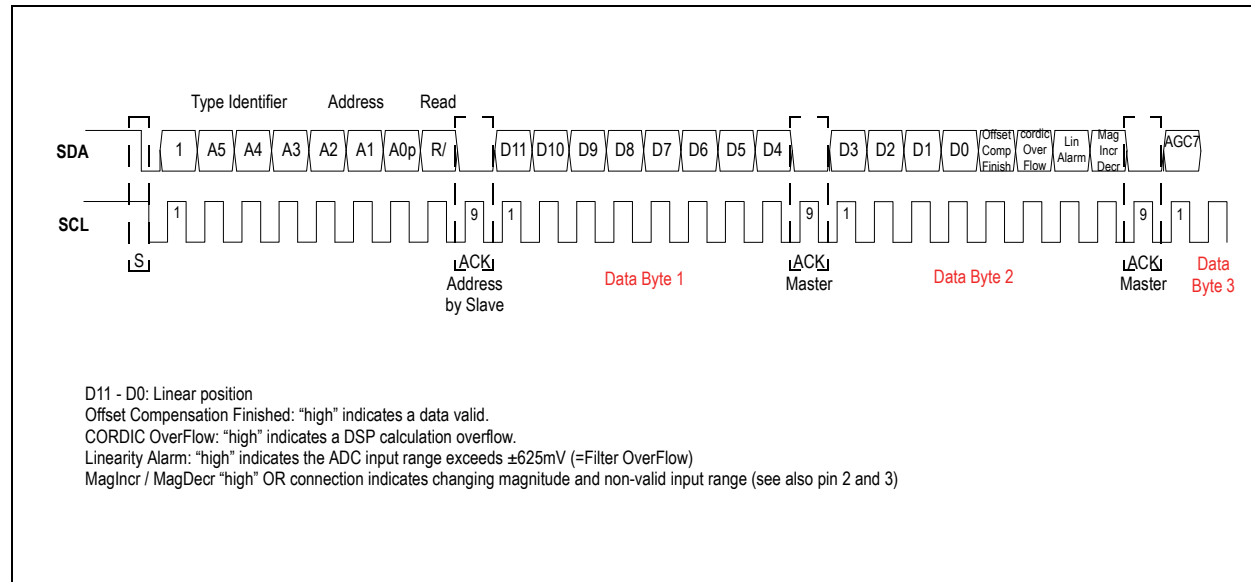 Type Identifier Address Read
SDA 1 A5 A4 A3 A2 A1 A0p R/ D11 D10 D9 D8 D7 D6 D5 D4 D3 D2 D1 D0 Offset Comp Finish cordic Over Flow Lin Alarm Mag Incr Decr AGC7
SCL 1 9 1 9 1 9 1
S ACK Address by Slave Data Byte 1 ACK Master Data Byte 2 ACK Master Data Byte 3
D11 - D0: Linear position
Offset Compensation Finished: “high” indicates a data valid.
CORDIC OverFlow: “high” indicates a DSP calculation overflow.
Linearity Alarm: “high” indicates the ADC input range exceeds ±625mV (=Filter OverFlow)
MagIncr / MagDecr “high” OR connection indicates changing magnitude and non-valid input range (see also pin 2 and 3)